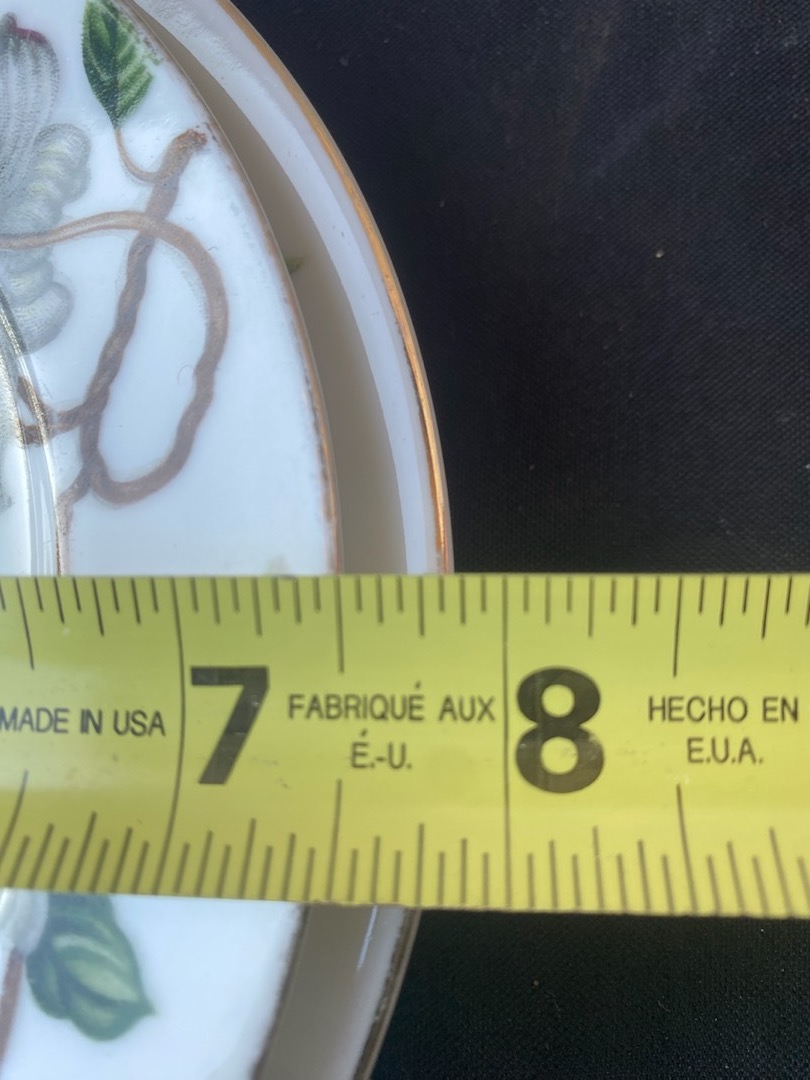 MADE IN USA 7 FABRIQUÉ AUX 8 HECHO EN
É.-U. E.U.A.